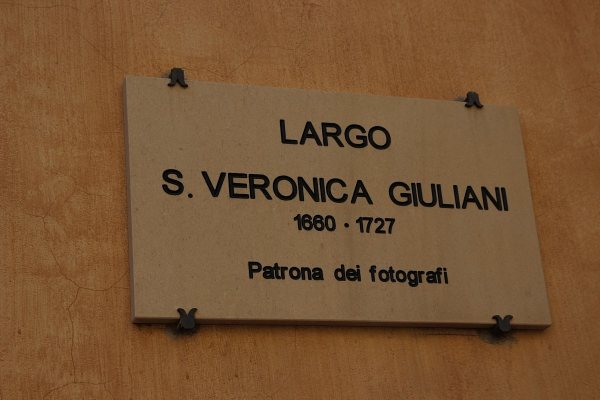 LARGO
S. VERONICA GIULIANI
1660 • 1727
Patrona dei fotografi